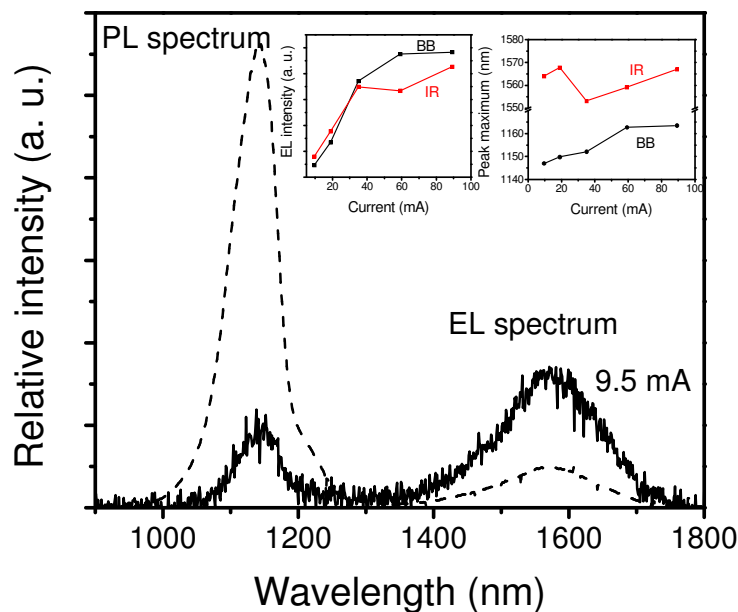 PL spectrum
EL spectrum
9.5 mA
Relative intensity (a. u.)
Wavelength (nm)
1000 1200 1400 1600 1800
EL intensity (a. u.)
BB
IR
20 40 60 80 100
Current (mA)
Peak maximum (nm)
1580
1570
1560
1550
1160
1150
1140
IR
BB
0 20 40 60 80 100
Current (mA)